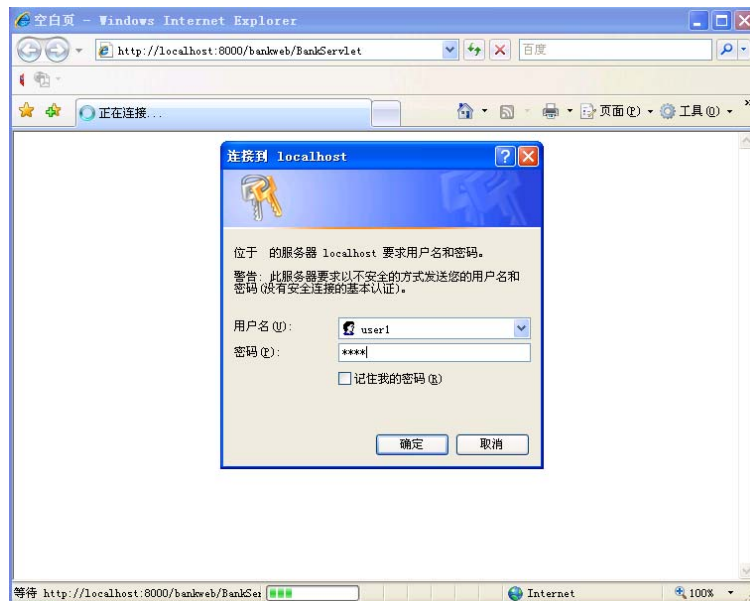 空白页 - Windows Internet Explorer
http://localhost:8000/bankweb/BankServlet
百度
正在连接...
页面(P)
工具(O)
连接到 localhost
位于 的服务器 localhost 要求用户名和密码。
警告: 此服务器要求以不安全的方式发送您的用户名和
密码(没有安全连接的基本认证)。
用户名(U):
user1
密码(P):
****
记住我的密码(R)
确定
取消
等待 http://localhost:8000/bankweb/BankSer
Internet
100%